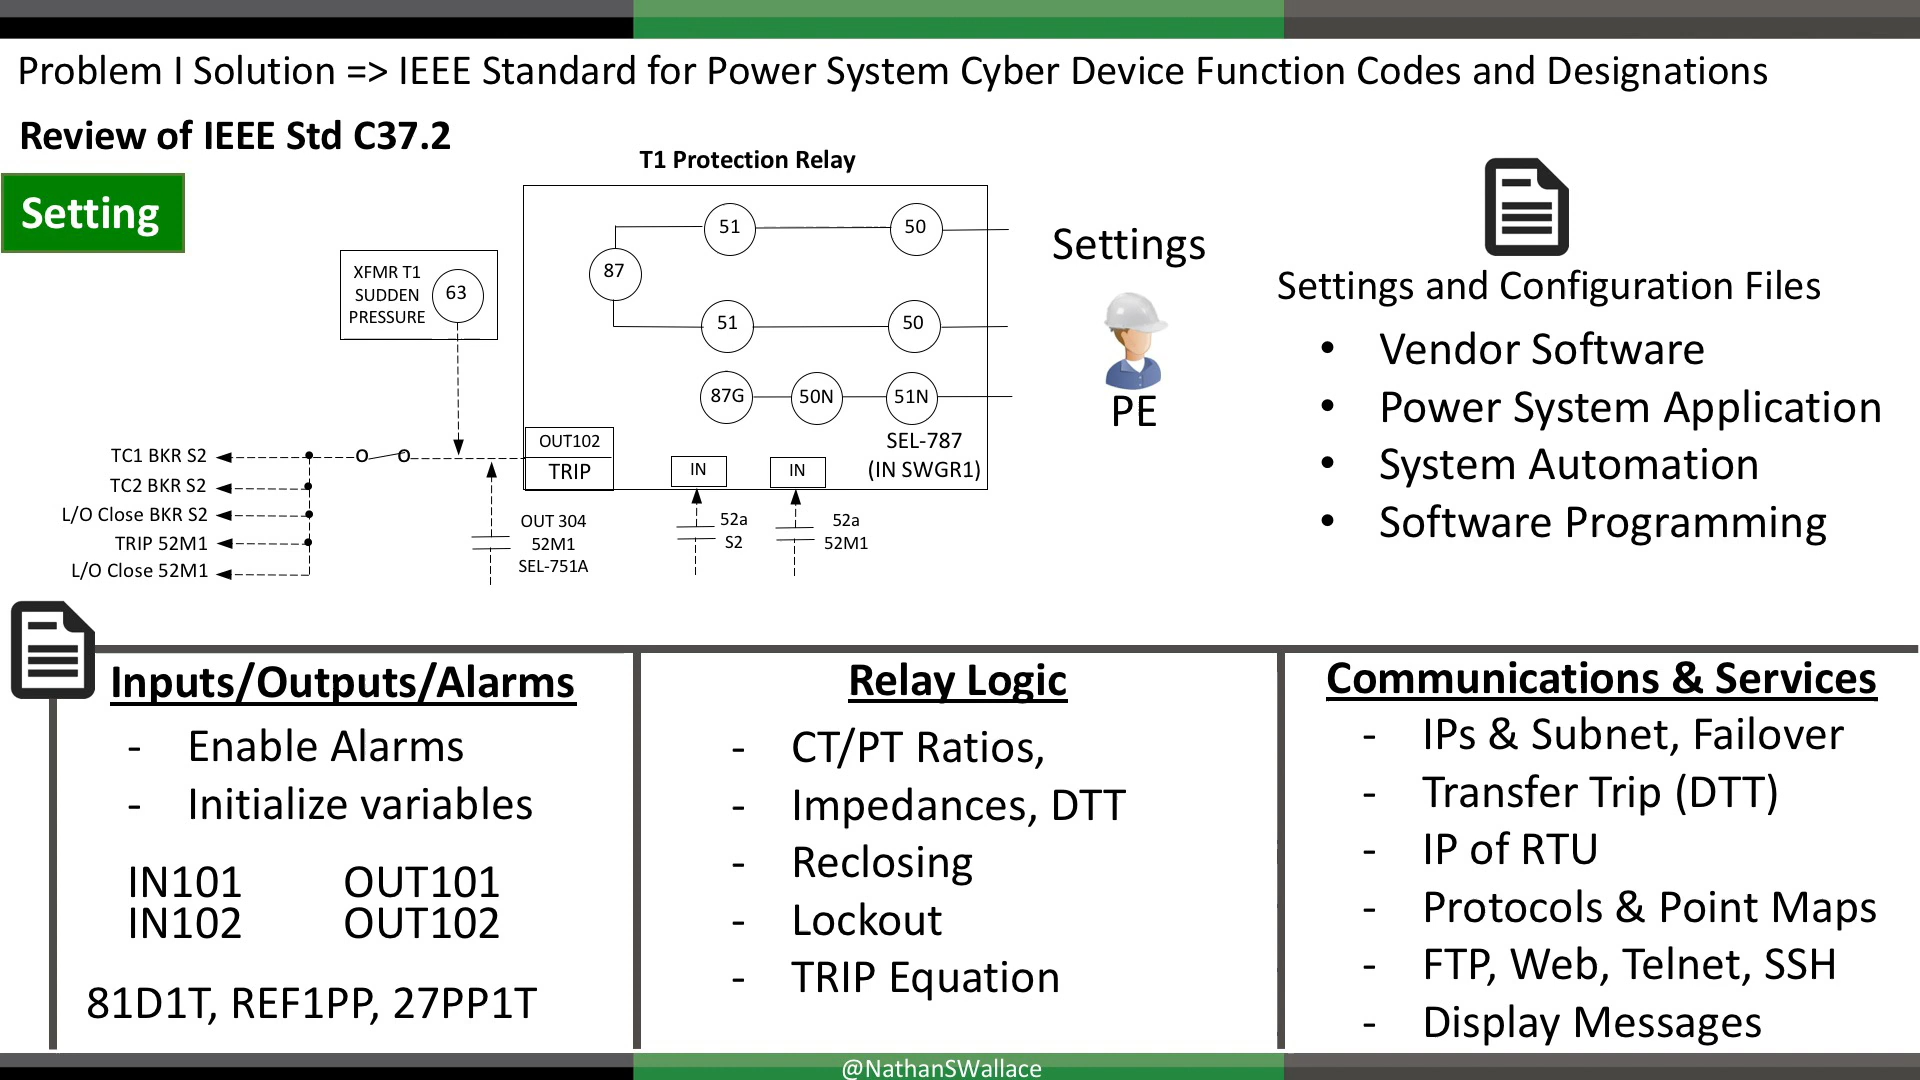 Problem I Solution => IEEE Standard for Power System Cyber Device Function Codes and Designations
Review of IEEE Std C37.2
Setting
T1 Protection Relay
XFMR T1
SUDDEN
PRESSURE
63
87
51
50
51
50
87G
50N
51N
SEL-787
(IN SWGR1)
OUT102
TRIP
IN
IN
TC1 BKR S2
TC2 BKR S2
L/O Close BKR S2
TRIP 52M1
L/O Close 52M1
OUT 304
52M1
SEL-751A
52a
S2
52a
52M1
Settings
PE
Settings and Configuration Files
• Vendor Software
• Power System Application
• System Automation
• Software Programming
Inputs/Outputs/Alarms
- Enable Alarms
- Initialize variables
IN101 OUT101
IN102 OUT102
81D1T, REF1PP, 27PP1T
Relay Logic
- CT/PT Ratios,
- Impedances, DTT
- Reclosing
- Lockout
- TRIP Equation
Communications & Services
- IPs & Subnet, Failover
- Transfer Trip (DTT)
- IP of RTU
- Protocols & Point Maps
- FTP, Web, Telnet, SSH
- Display Messages
@NathanSWallace